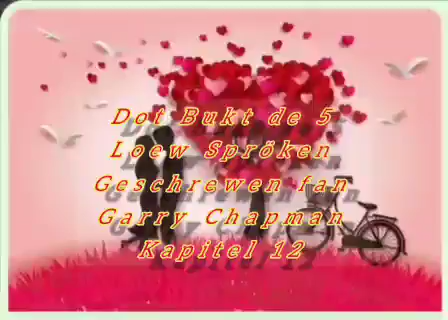 Dot Bukt de 5
Loew Spröken
Geschrewen fan
Garry Chapman
Kapitel 12